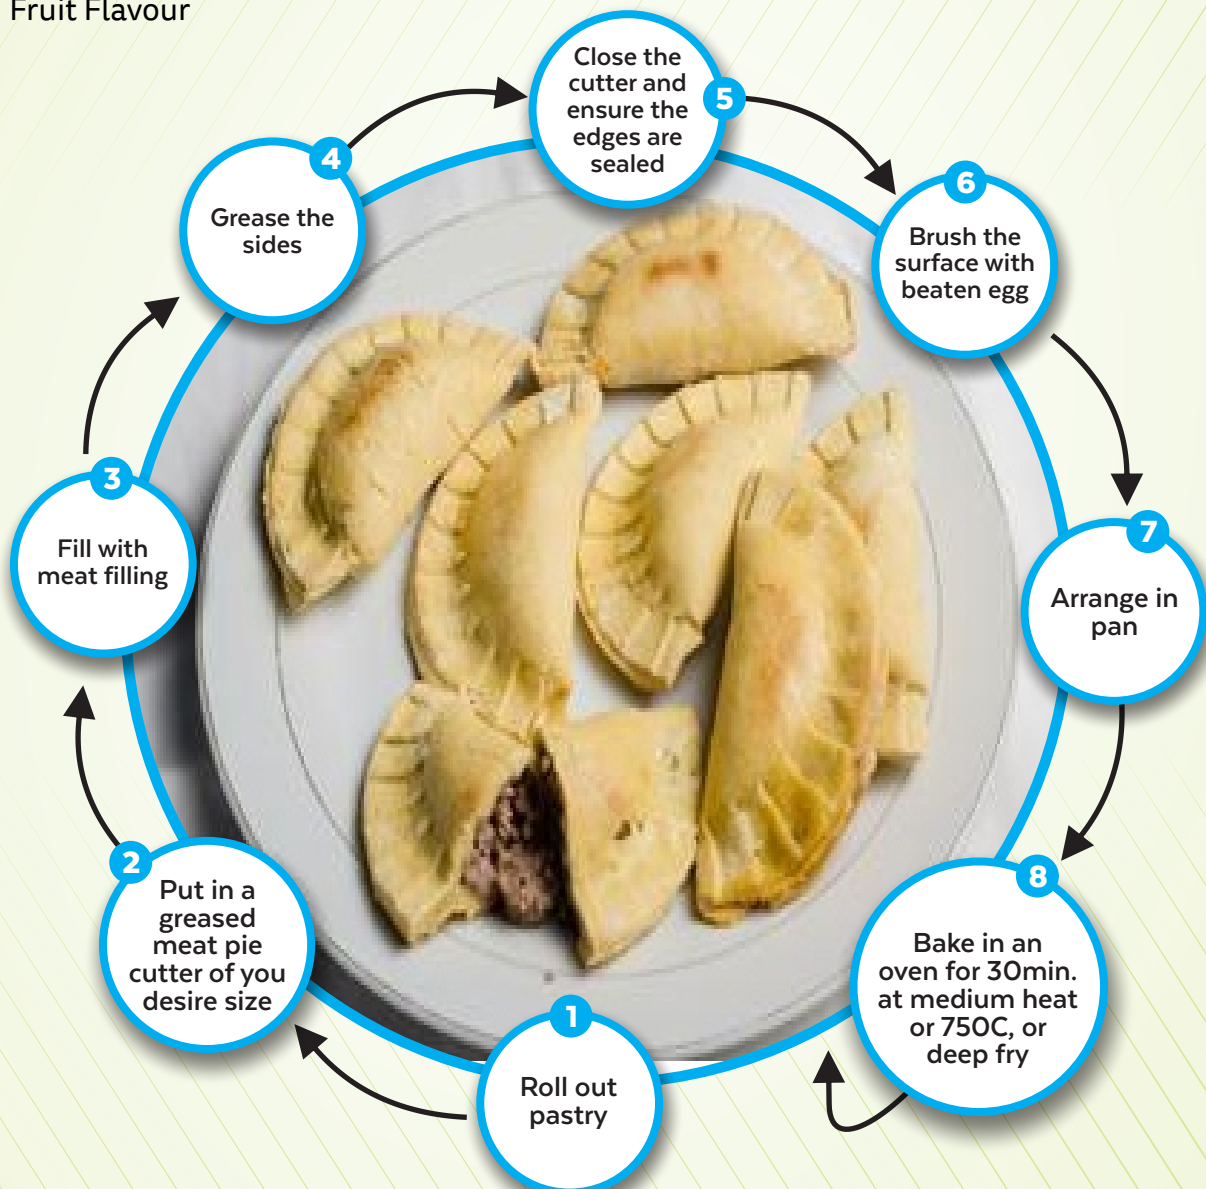 Fruit Flavour
1
Roll out
pastry
2
Put in a
greased
meat pie
cutter of you
desire size
3
Fill with
meat filling
4
Grease the
sides
5
Close the
cutter and
ensure the
edges are
sealed
6
Brush the
surface with
beaten egg
7
Arrange in
pan
8
Bake in an
oven for 30min.
at medium heat
or 750C, or
deep fry